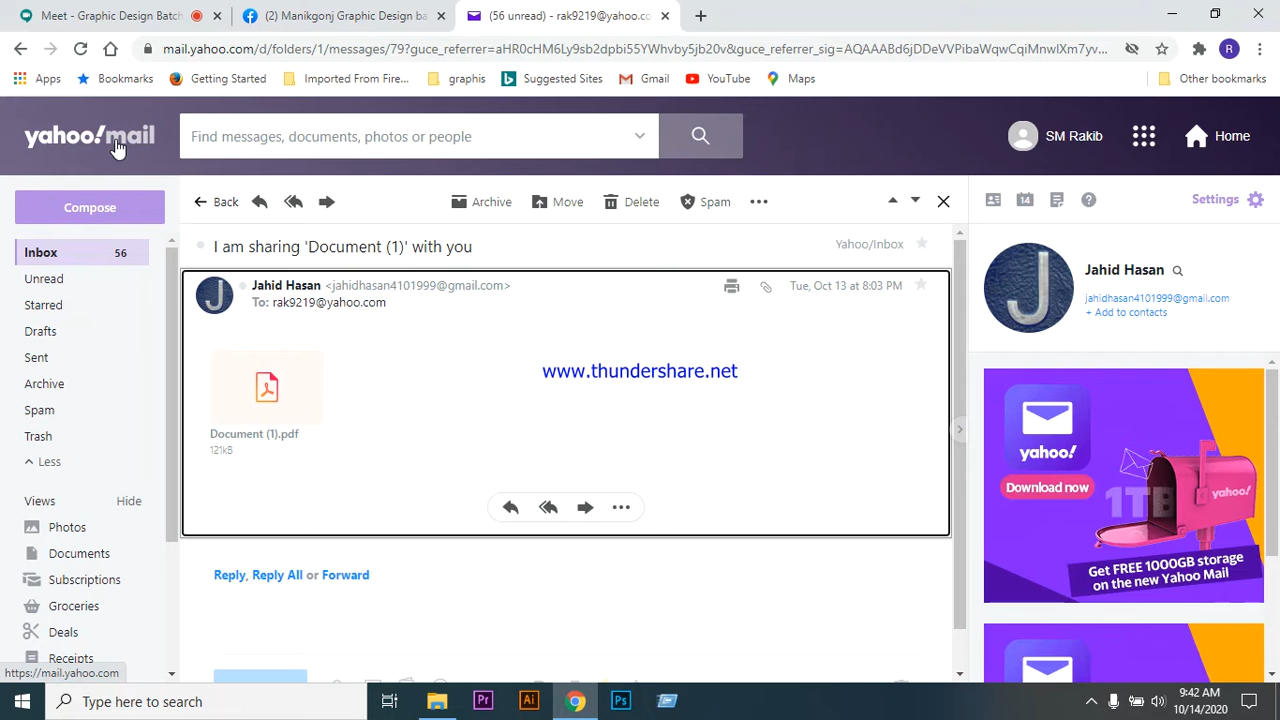 Meet - Graphic Design Batch
(2) Manikgonj Graphic Design ba
(56 unread) - rak9219@yahoo.co
mail.yahoo.com/d/folders/1/messages/79?guce_referrer=aHR0cHM6Ly9sb2dpbi55YWhvby5jb20v&guce_referrer_sig=AQAAABd6jDDeVVPibaWqwCqiMnwlXm7yv...
R
Apps
Bookmarks
Getting Started
Imported From Fire...
graphis
Suggested Sites
Gmail
YouTube
Maps
Other bookmarks
yahoo!mail
Find messages, documents, photos or people
SM Rakib
Home
Compose
Back
Archive
Move
Delete
Spam
14
Settings
Inbox 56
I am sharing 'Document (1)' with you
Yahoo/Inbox
Unread
Starred
Drafts
Sent
Archive
Spam
Trash
Less
Views Hide
Photos
Documents
Subscriptions
Groceries
Deals
Receipts
J
Jahid Hasan <jahidhasan4101999@gmail.com>
To: rak9219@yahoo.com
Tue, Oct 13 at 8:03 PM
www.thundershare.net
Document (1).pdf
121kB
Reply, Reply All or Forward
J
Jahid Hasan
jahidhasan4101999@gmail.com
+ Add to contacts
yahoo!
Download now
1TB
yahoo!
Get FREE 1000GB storage
on the new Yahoo Mail
https://mail.yahoo.com
Type here to search
Pr
Ai
Ps
9:42 AM
10/14/2020